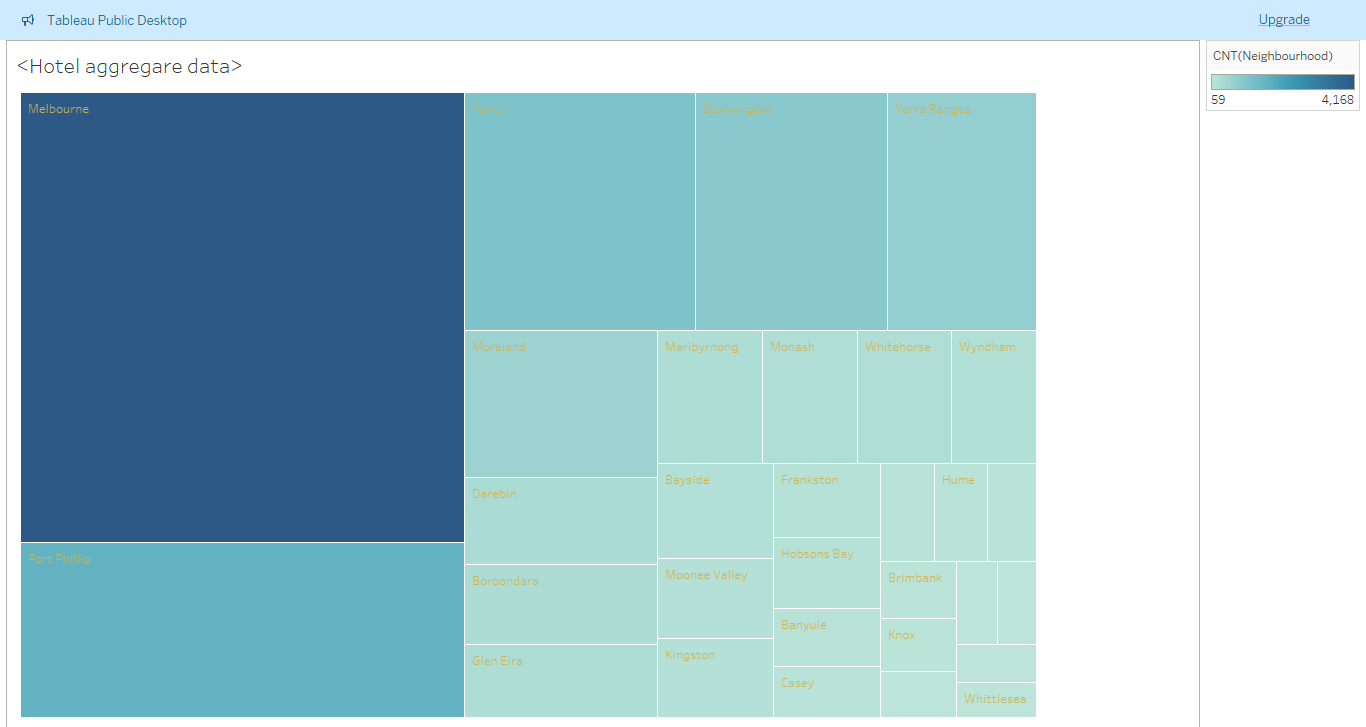 Tableau Public Desktop
Upgrade
<Hotel aggregare data>
CNT(Neighbourhood)
59
4,168
Melbourne
Yarra
Stonnington
Yarra Ranges
Moreland
Maribyrnong
Monash
Whitehorse
Wyndham
Bayside
Frankston
Hume
Darebin
Hobsons Bay
Port Phillip
Moonee Valley
Boroondara
Brimbank
Banyule
Knox
Kingston
Glen Eira
Casey
Whittlesea